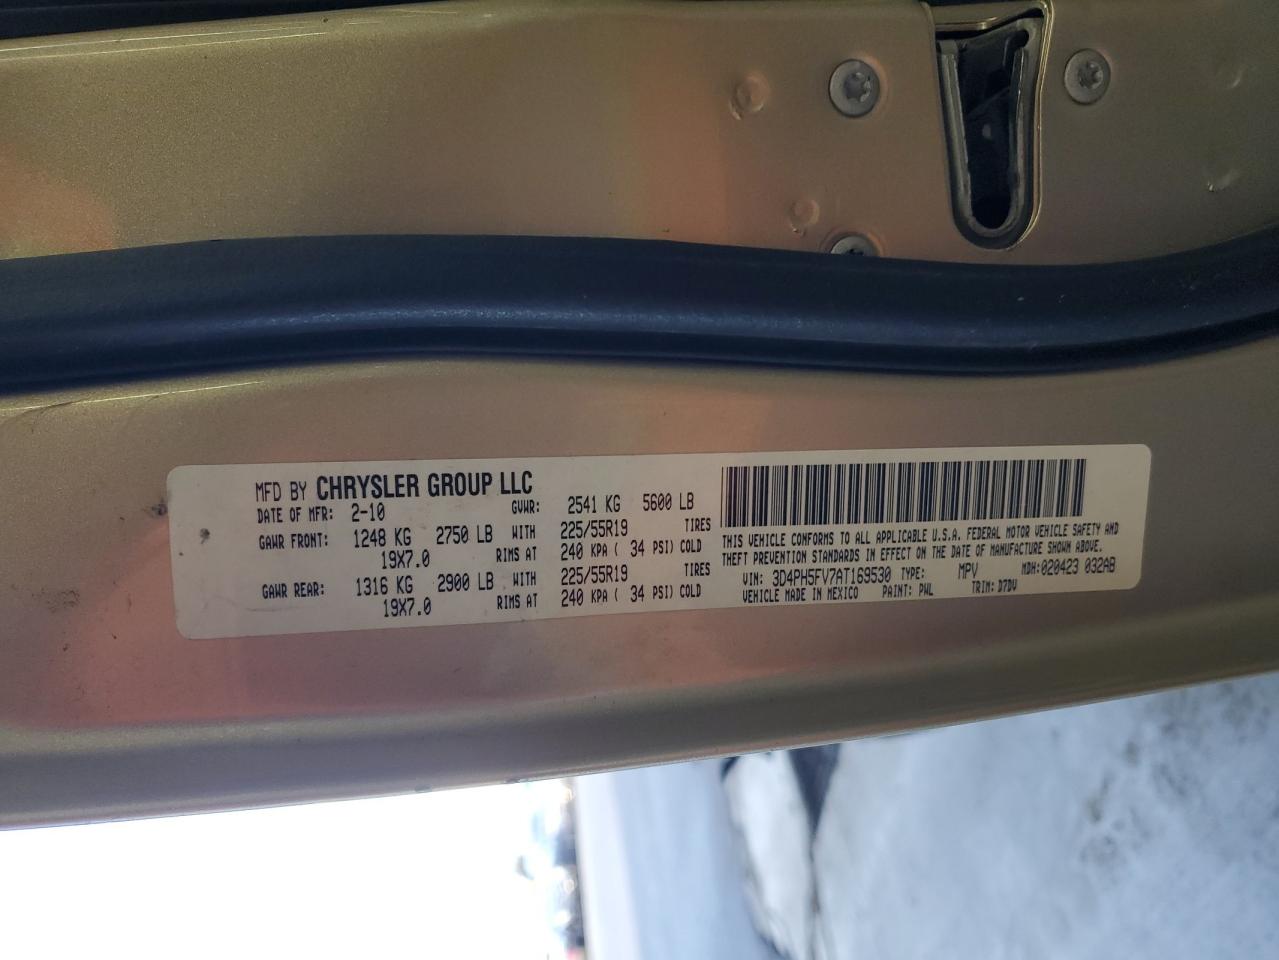 MFD BY CHRYSLER GROUP LLC
DATE OF MFR: 2-10 GVWR: 2541 KG 5600 LB
GAWR FRONT: 1248 KG 2750 LB WITH 225/55R19 TIRES
19X7.0 RIMS AT 240 KPA ( 34 PSI) COLD
GAWR REAR: 1316 KG 2900 LB WITH 225/55R19 TIRES
19X7.0 RIMS AT 240 KPA ( 34 PSI) COLD
THIS VEHICLE CONFORMS TO ALL APPLICABLE U.S.A. FEDERAL MOTOR VEHICLE SAFETY AND
THEFT PREVENTION STANDARDS IN EFFECT ON THE DATE OF MANUFACTURE SHOWN ABOVE.
VIN: 3D4PH5FV7AT169530 TYPE: MPV MDH: 020423 032AB
VEHICLE MADE IN MEXICO PAINT: PWL TRIM: D7DV